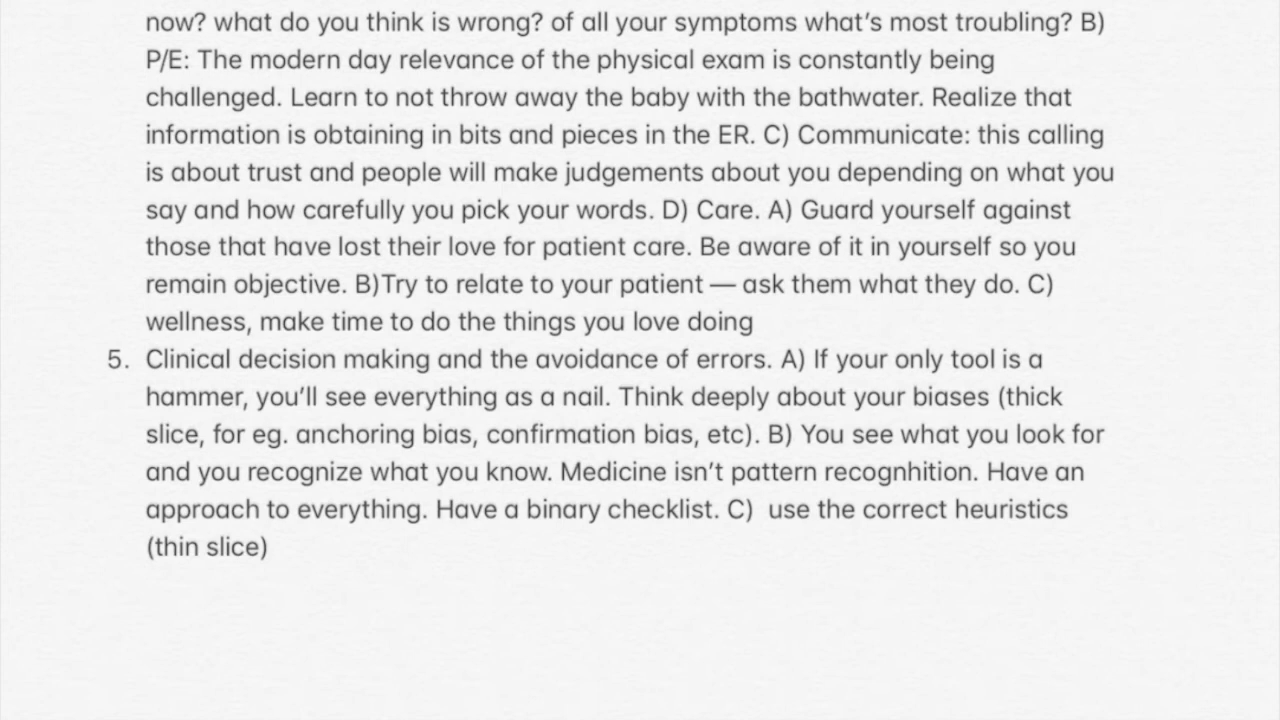 now? what do you think is wrong? of all your symptoms what’s most troubling? B)
P/E: The modern day relevance of the physical exam is constantly being
challenged. Learn to not throw away the baby with the bathwater. Realize that
information is obtaining in bits and pieces in the ER. C) Communicate: this calling
is about trust and people will make judgements about you depending on what you
say and how carefully you pick your words. D) Care. A) Guard yourself against
those that have lost their love for patient care. Be aware of it in yourself so you
remain objective. B)Try to relate to your patient — ask them what they do. C)
wellness, make time to do the things you love doing
5. Clinical decision making and the avoidance of errors. A) If your only tool is a
hammer, you’ll see everything as a nail. Think deeply about your biases (thick
slice, for eg. anchoring bias, confirmation bias, etc). B) You see what you look for
and you recognize what you know. Medicine isn’t pattern recognhition. Have an
approach to everything. Have a binary checklist. C)  use the correct heuristics
(thin slice)